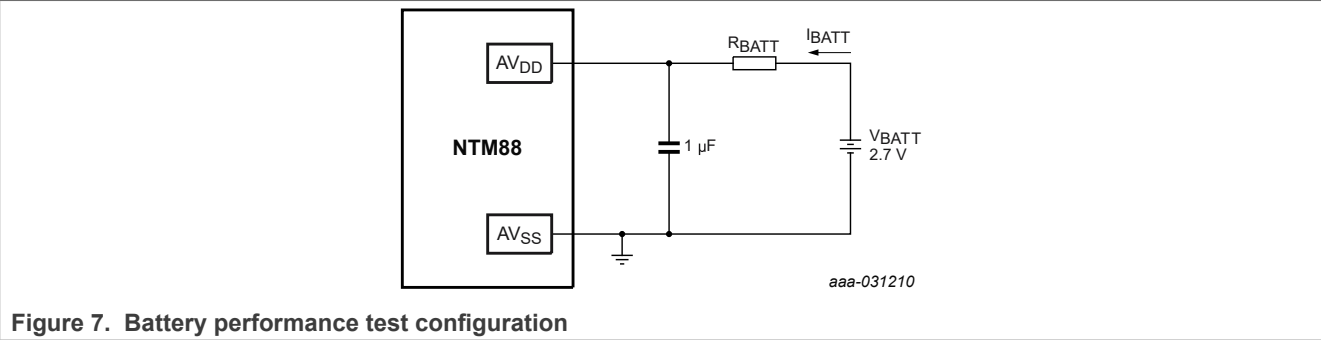 IBATT
RBATT
AVDD
NTM88
1 µF
VBATT
2.7 V
AVSS
aaa-031210
Figure 7. Battery performance test configuration